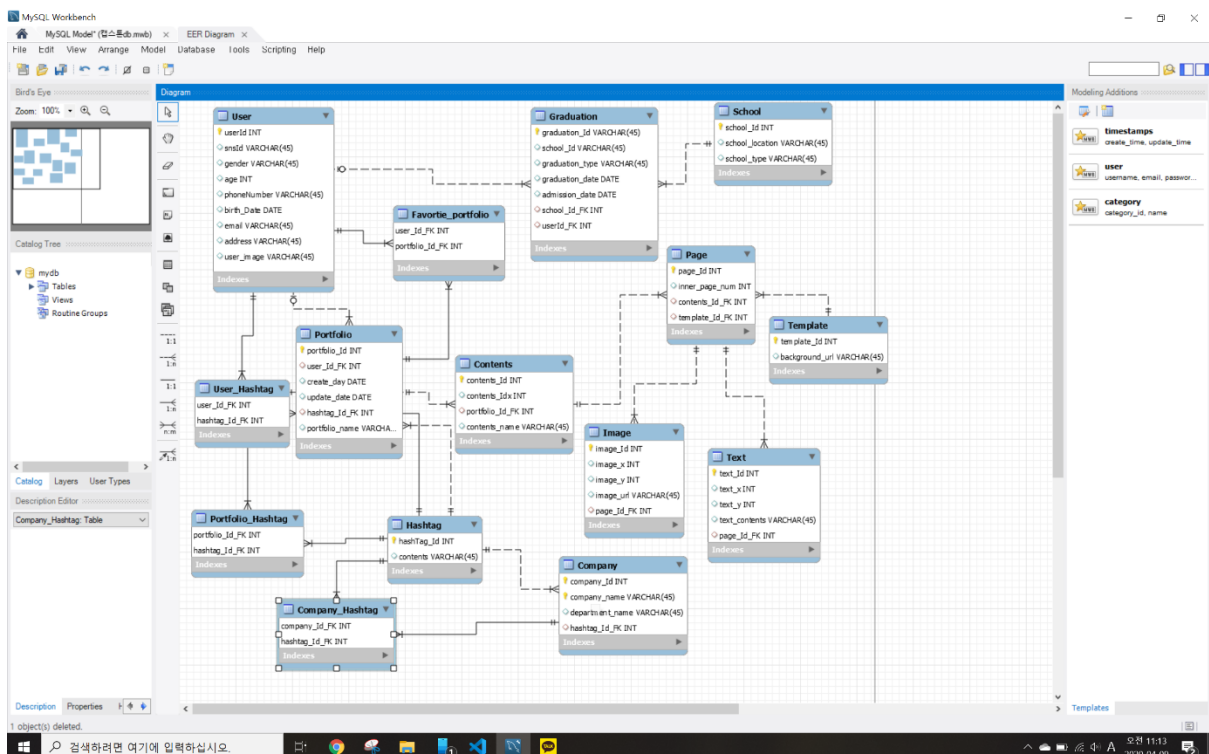 MySQL Workbench
MySQL Model* (캡스톤db.mwb) ×
EER Diagram ×
File Edit View Arrange Model Database Tools Scripting Help
Bird's Eye
Zoom: 100%
Catalog Tree
mydb
Tables
Views
Routine Groups
Catalog Layers User Types
Description Editor
Company_Hashtag: Table
Description Properties H
1 object(s) deleted.
Diagram
1:1
1:n
1:1
1:n
n:m
1:n
User
userId INT
snsId VARCHAR(45)
gender VARCHAR(45)
age INT
phoneNumber VARCHAR(45)
birth_Date DATE
email VARCHAR(45)
address VARCHAR(45)
user_image VARCHAR(45)
Indexes
Graduation
graduation_Id VARCHAR(45)
school_Id VARCHAR(45)
graduation_type VARCHAR(45)
graduation_date DATE
admission_date DATE
school_Id_FK INT
userId_FK INT
Indexes
School
school_Id INT
school_location VARCHAR(45)
school_type VARCHAR(45)
Indexes
Favortie_portfolio
user_Id_FK INT
portfolio_Id_FK INT
Indexes
Page
page_Id INT
inner_page_num INT
contents_Id_FK INT
template_Id_FK INT
Indexes
Template
template_Id INT
background_url VARCHAR(45)
Indexes
Portfolio
portfolio_Id INT
user_Id_FK INT
create_day DATE
update_date DATE
hashtag_Id_FK INT
portfolio_name VARCHA...
Indexes
Contents
contents_Id INT
contents_Idx INT
portfolio_Id_FK INT
contents_name VARCHAR(45)
Indexes
User_Hashtag
user_Id_FK INT
hashtag_Id_FK INT
Indexes
Image
image_Id INT
image_x INT
image_y INT
image_url VARCHAR(45)
page_Id_FK INT
Indexes
Text
text_Id INT
text_x INT
text_y INT
text_contents VARCHAR(45)
page_Id_FK INT
Indexes
Portfolio_Hashtag
portfolio_Id_FK INT
hashtag_Id_FK INT
Indexes
Hashtag
hashTag_Id INT
contents VARCHAR(45)
Indexes
Company
company_Id INT
company_name VARCHAR(45)
department_name VARCHAR(45)
hashtag_Id_FK INT
Indexes
Company_Hashtag
company_Id_FK INT
hashtag_Id_FK INT
Indexes
Modeling Additions
timestamps
create_time, update_time
user
username, email, passwor...
category
category_id, name
Templates
검색하려면 여기에 입력하십시오.
A
오전 11:13